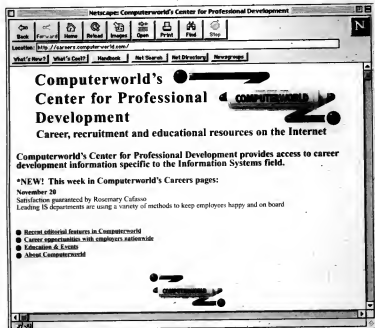 Netscape: Computerworld's Center for Professional Development
Back Forward Home Reload Images Open Print Find Stop
Location: http://careers.computerworld.com/
What's New? What's Cool? Handbook Net Search Net Directory Newsgroups
N
Computerworld's
Center for Professional
Development
COMPUTERWORLD
Career, recruitment and educational resources on the Internet
Computerworld's Center for Professional Development provides access to career
development information specific to the Information Systems field.
*NEW! This week in Computerworld's Careers pages:
November 20
Satisfaction guaranteed by Rosemary Cafasso
Leading IS departments are using a variety of methods to keep employees happy and on board
Recent editorial features in Computerworld
Career opportunities with employers nationwide
Education & Events
About Computerworld